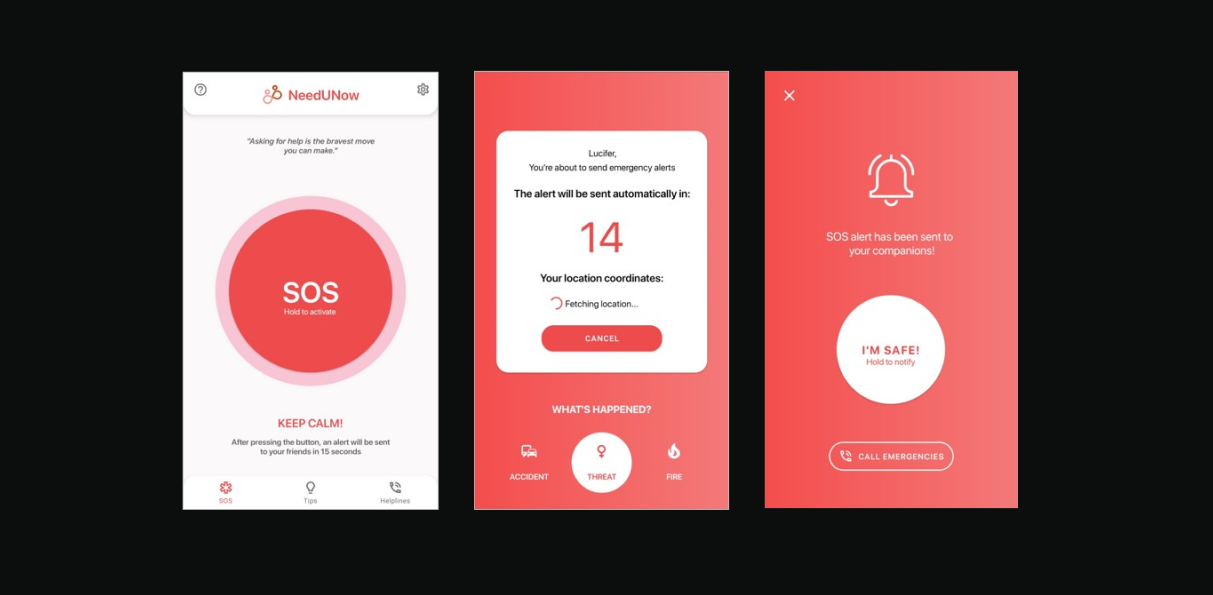 NeedUNow
"Asking for help is the bravest move
you can make."
SOS
Hold to activate
KEEP CALM!
After pressing the button, an alert will be sent
to your friends in 15 seconds
SOS
Tips
Helplines
Lucifer,
You're about to send emergency alerts
The alert will be sent automatically in:
14
Your location coordinates:
Fetching location...
CANCEL
WHAT'S HAPPENED?
ACCIDENT
THREAT
FIRE
SOS alert has been sent to
your companions!
I'M SAFE!
Hold to notify
CALL EMERGENCIES